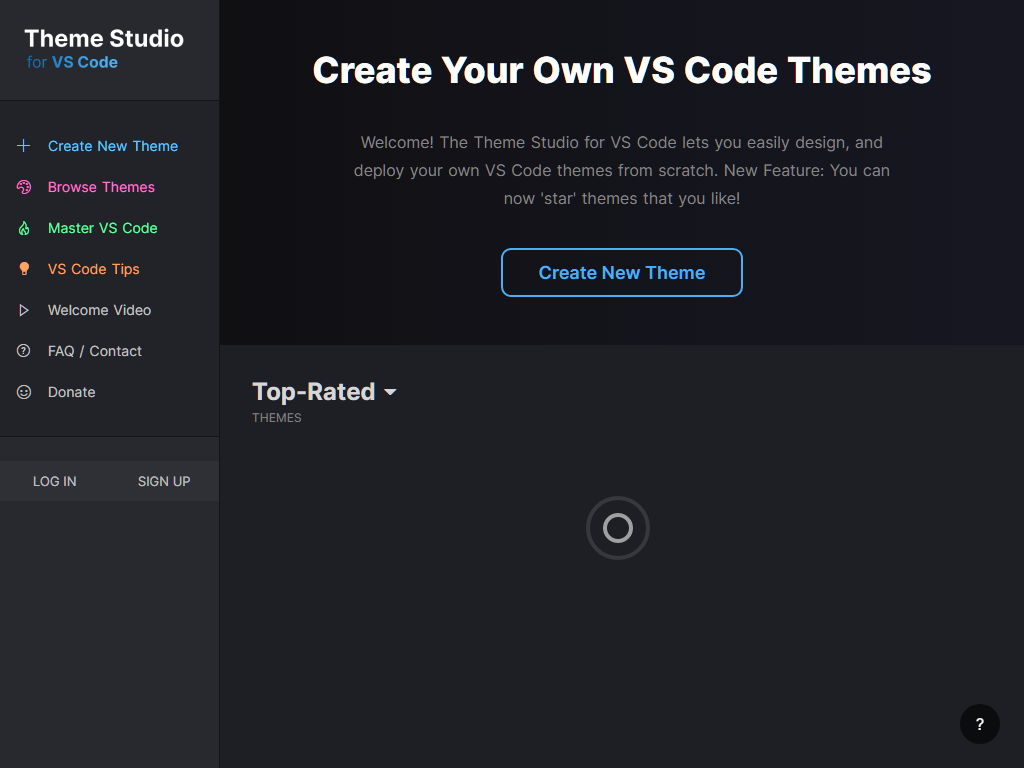 Theme Studio
for VS Code
Create New Theme
Browse Themes
Master VS Code
VS Code Tips
Welcome Video
FAQ / Contact
Donate
LOG IN
SIGN UP
Create Your Own VS Code Themes
Welcome! The Theme Studio for VS Code lets you easily design, and
deploy your own VS Code themes from scratch. New Feature: You can
now 'star' themes that you like!
Create New Theme
Top-Rated
THEMES
?